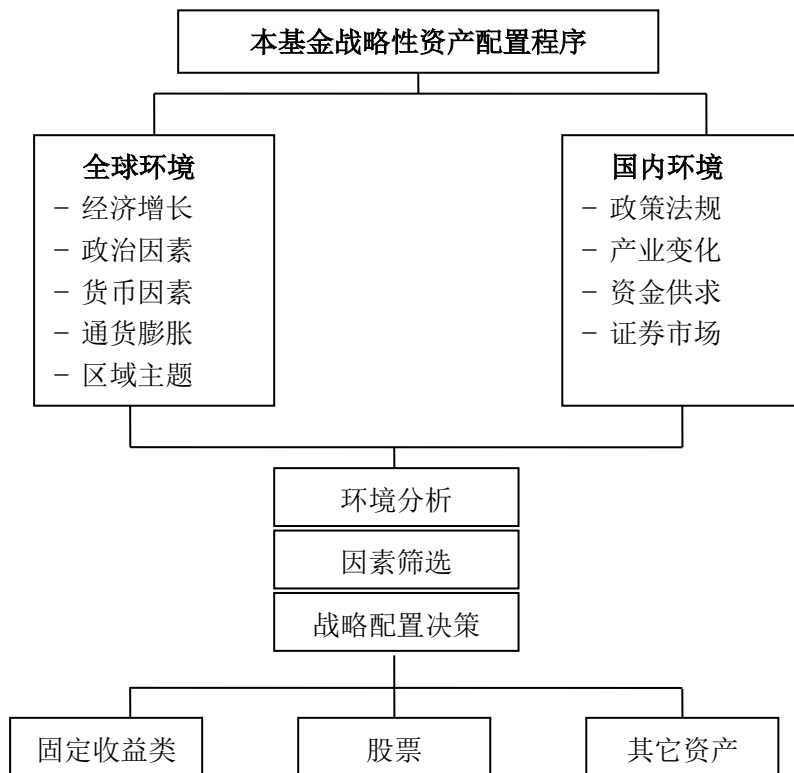 本基金战略性资产配置程序
全球环境
– 经济增长
– 政治因素
– 货币因素
– 通货膨胀
– 区域主题
国内环境
– 政策法规
– 产业变化
– 资金供求
– 证券市场
环境分析
因素筛选
战略配置决策
固定收益类
股票
其它资产